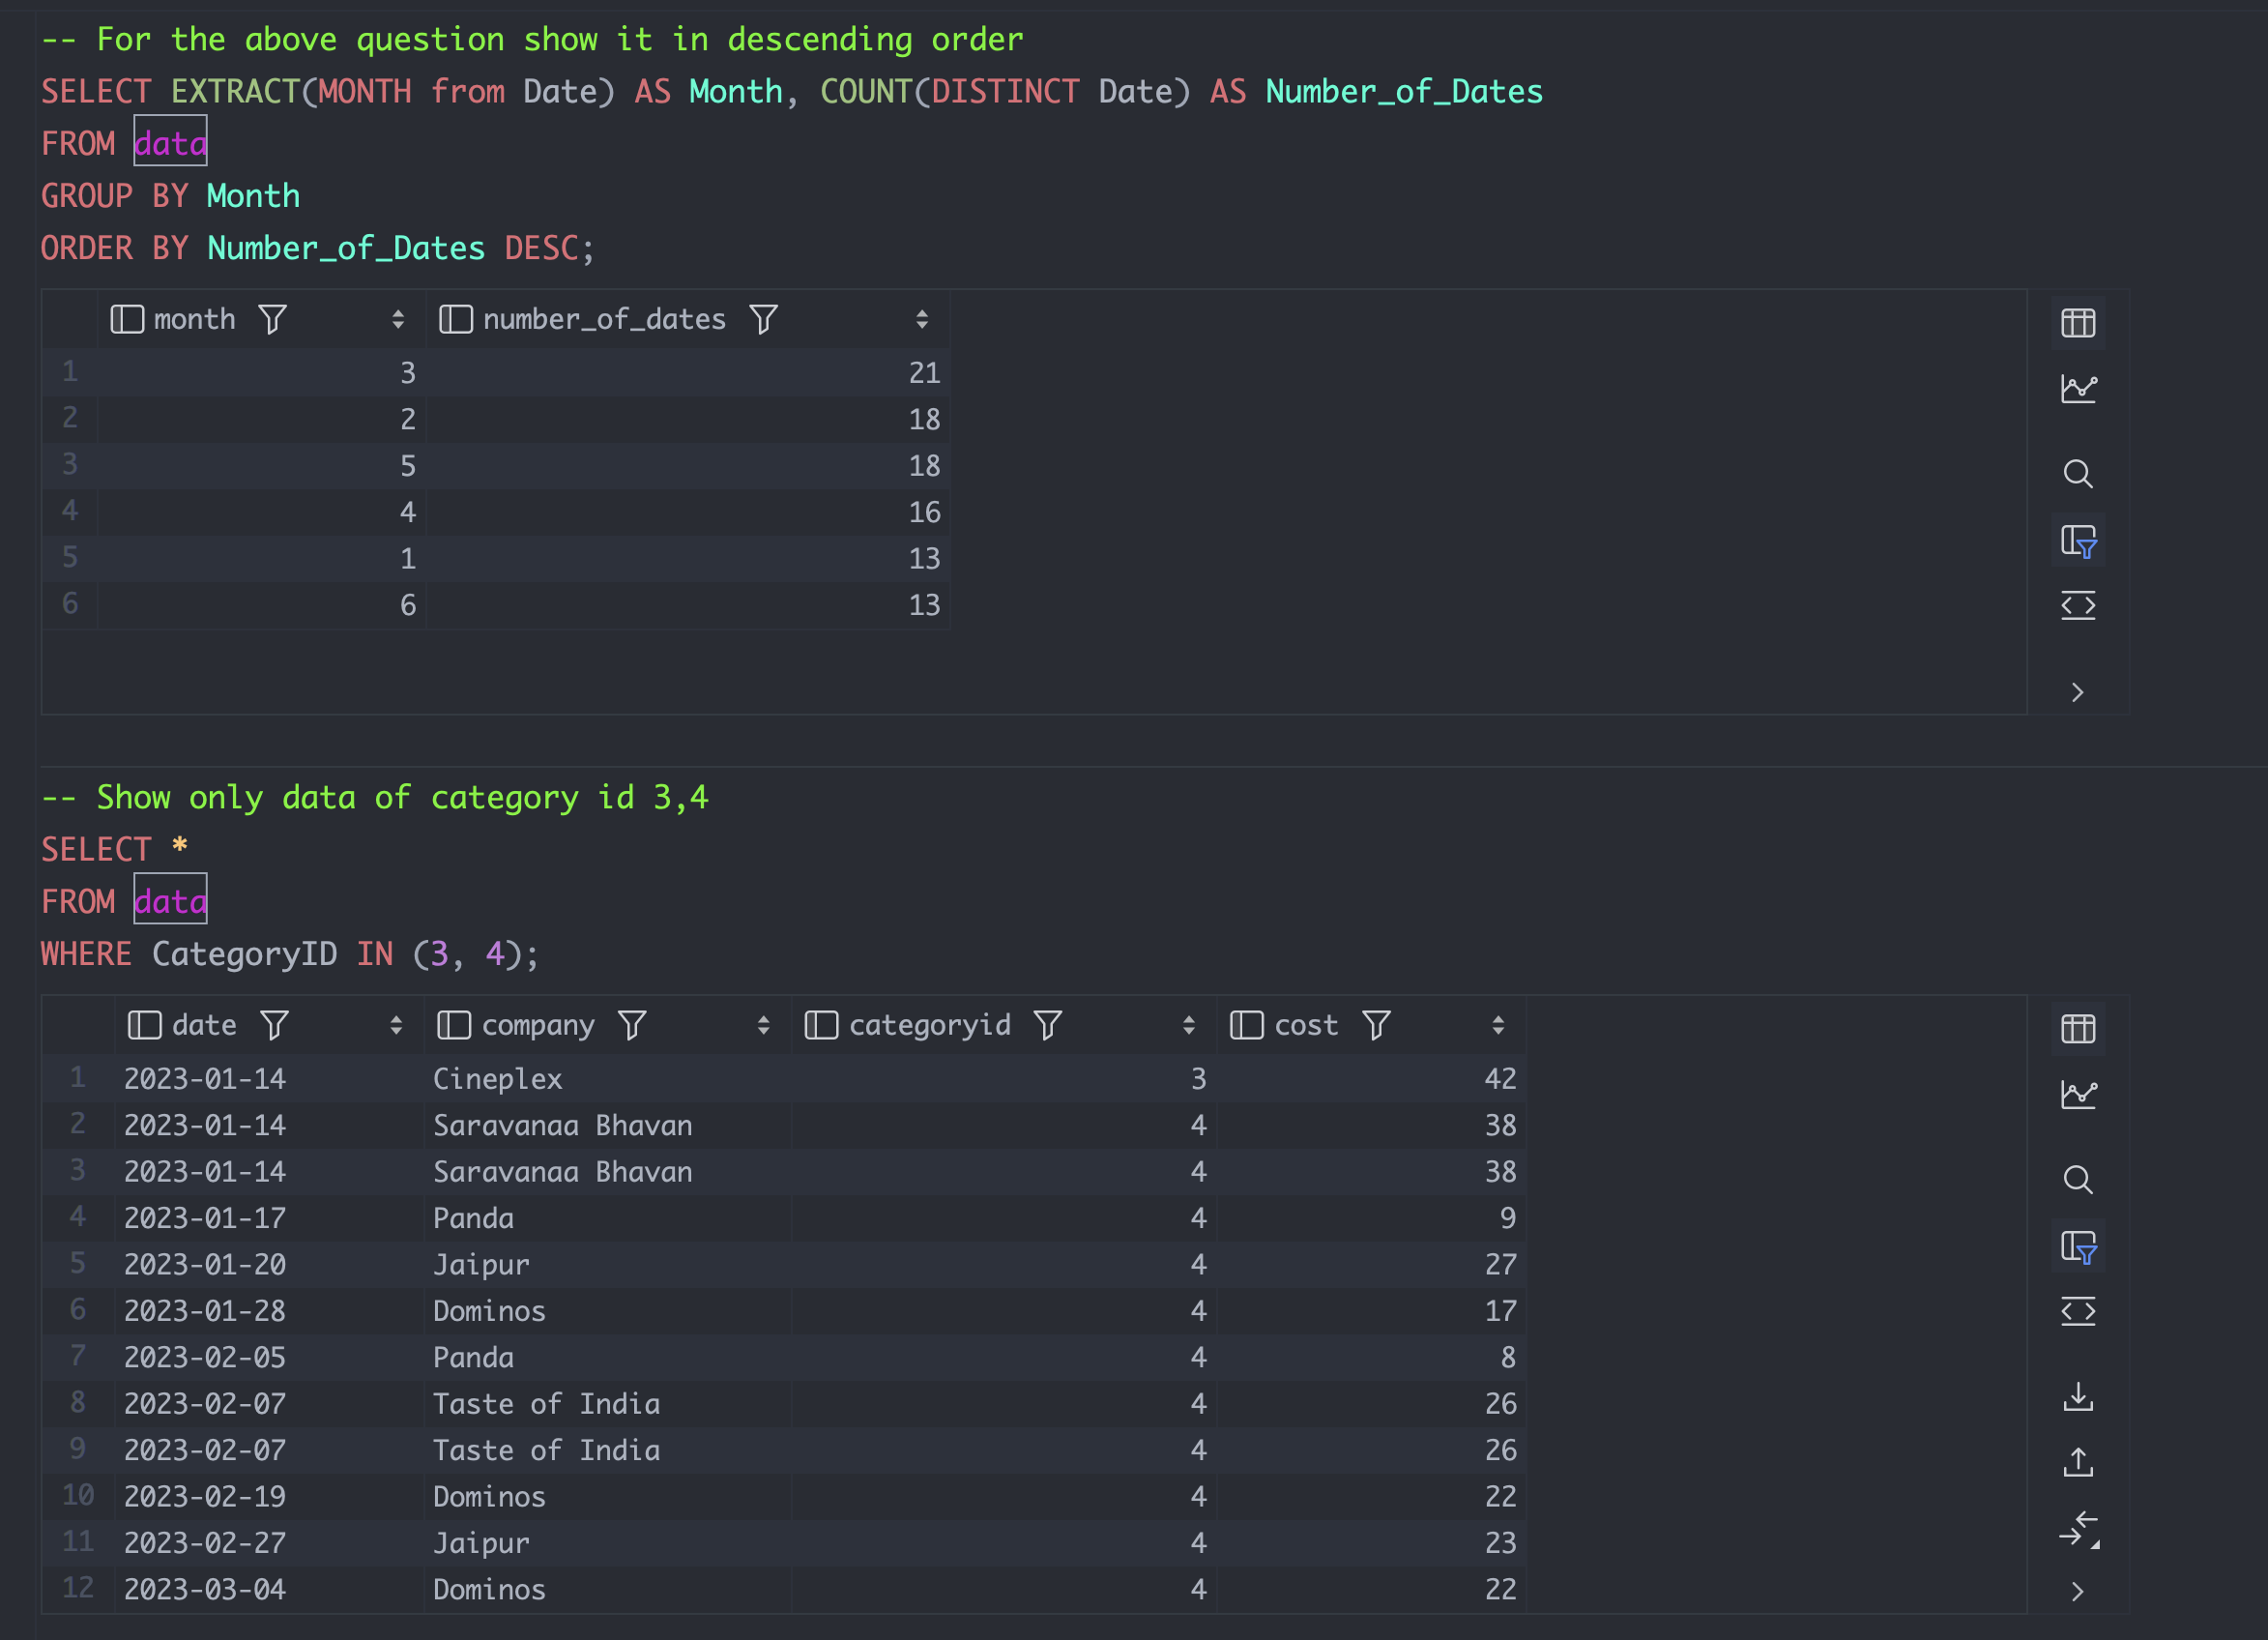 -- For the above question show it in descending order
SELECT EXTRACT(MONTH from Date) AS Month, COUNT(DISTINCT Date) AS Number_of_Dates
FROM data
GROUP BY Month
ORDER BY Number_of_Dates DESC;
month number_of_dates
1 3 21
2 2 18
3 5 18
4 4 16
5 1 13
6 6 13
-- Show only data of category id 3,4
SELECT *
FROM data
WHERE CategoryID IN (3, 4);
date company categoryid cost
1 2023-01-14 Cineplex 3 42
2 2023-01-14 Saravanaa Bhavan 4 38
3 2023-01-14 Saravanaa Bhavan 4 38
4 2023-01-17 Panda 4 9
5 2023-01-20 Jaipur 4 27
6 2023-01-28 Dominos 4 17
7 2023-02-05 Panda 4 8
8 2023-02-07 Taste of India 4 26
9 2023-02-07 Taste of India 4 26
10 2023-02-19 Dominos 4 22
11 2023-02-27 Jaipur 4 23
12 2023-03-04 Dominos 4 22